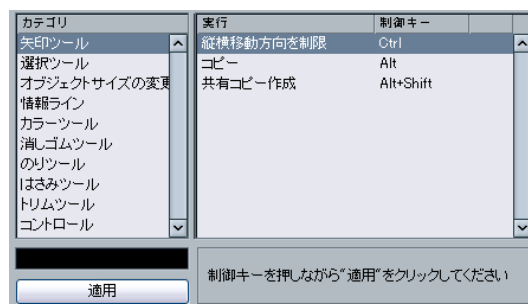 カテゴリ
矢印ツール
選択ツール
オブジェクトサイズの変更
情報ライン
カラーツール
消しゴムツール
のりツール
はさみツール
トリムツール
コントロール
適用
実行 制御キー
縦横移動方向を制限 Ctrl
コピー Alt
共有コピー作成 Alt+Shift
制御キーを押しながら“適用”をクリックしてください